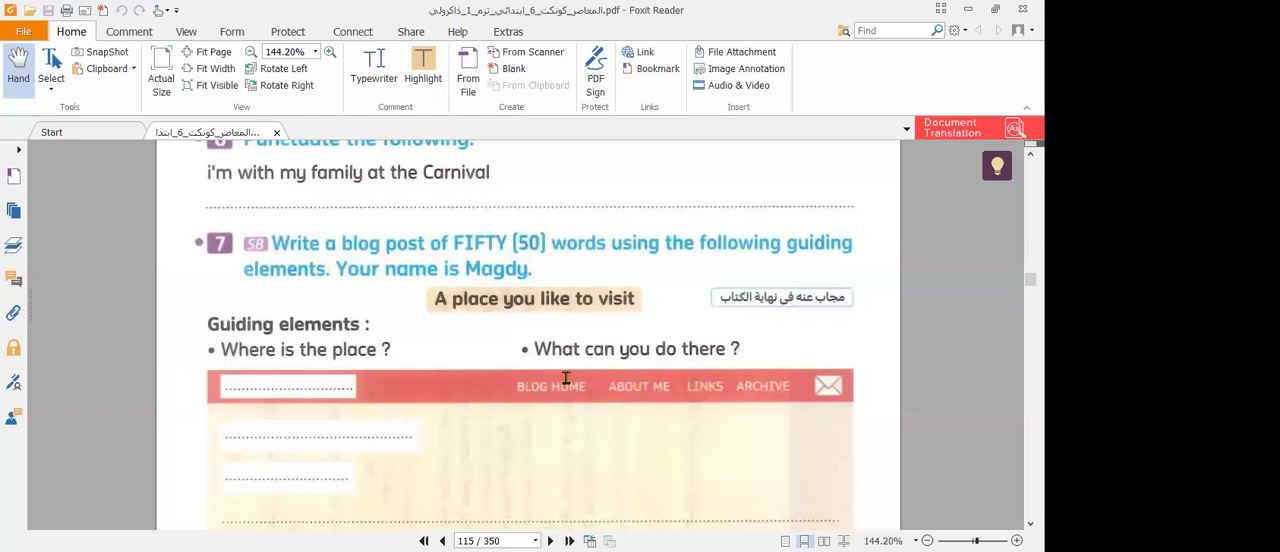 المعاصر_كونكت_6_ابتدائي_ترم_1_ذاكرولي.pdf - Foxit Reader
File Home Comment View Form Protect Connect Share Help Extras Find
Hand
Select
SnapShot
Clipboard
Actual Size
Fit Page
Fit Width
Fit Visible
144.20%
Rotate Left
Rotate Right
Typewriter
Highlight
From File
From Scanner
Blank
From Clipboard
PDF Sign
Link
Bookmark
File Attachment
Image Annotation
Audio & Video
Tools View Comment Create Protect Links Insert
Start
المعاصر_كونكت_6_ابتدا...
Document Translation
6 Punctuate the following:
i'm with my family at the Carnival
7 SB Write a blog post of FIFTY (50) words using the following guiding
elements. Your name is Magdy.
A place you like to visit
مجاب عنه فى نهاية الكتاب
Guiding elements :
• Where is the place ? • What can you do there ?
BLOG HOME ABOUT ME LINKS ARCHIVE
115 / 350
144.20%